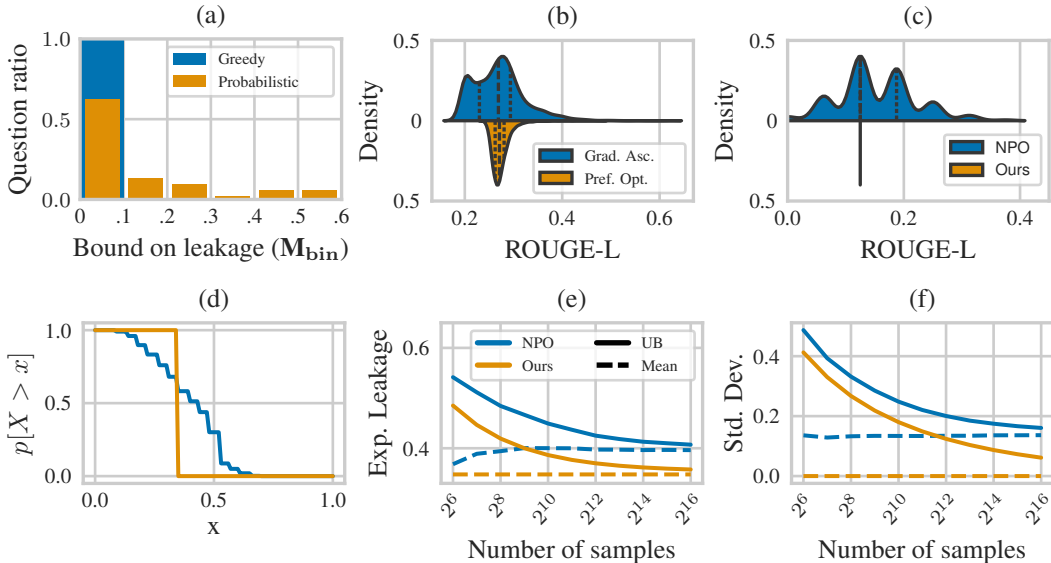 (a)
Question ratio
1.0
0.5
0.0
Greedy
Probabilistic
0 .1 .2 .3 .4 .5 .6
Bound on leakage (M_bin)
(b)
Density
0.5
0
0.5
Grad. Asc.
Pref. Opt.
0.2 0.4 0.6
ROUGE-L
(c)
Density
0.5
0
0.5
NPO
Ours
0.0 0.2 0.4
ROUGE-L
(d)
p[X > x]
1.0
0.5
0.0
0.0 0.5 1.0
x
(e)
Exp. Leakage
0.6
0.4
NPO UB
Ours Mean
2^6 2^8 2^10 2^12 2^14 2^16
Number of samples
(f)
Std. Dev.
0.4
0.2
0.0
2^6 2^8 2^10 2^12 2^14 2^16
Number of samples